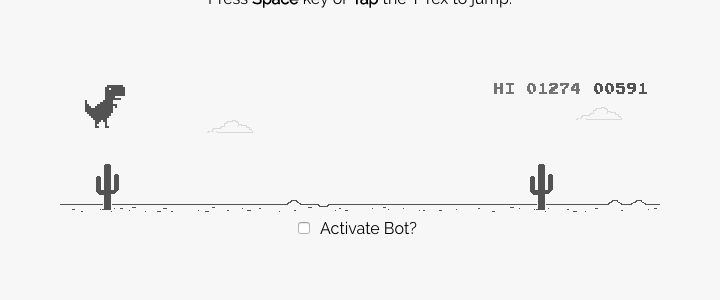 Press Space key or Tap the T-rex to jump.
HI 01274 00591
Activate Bot?